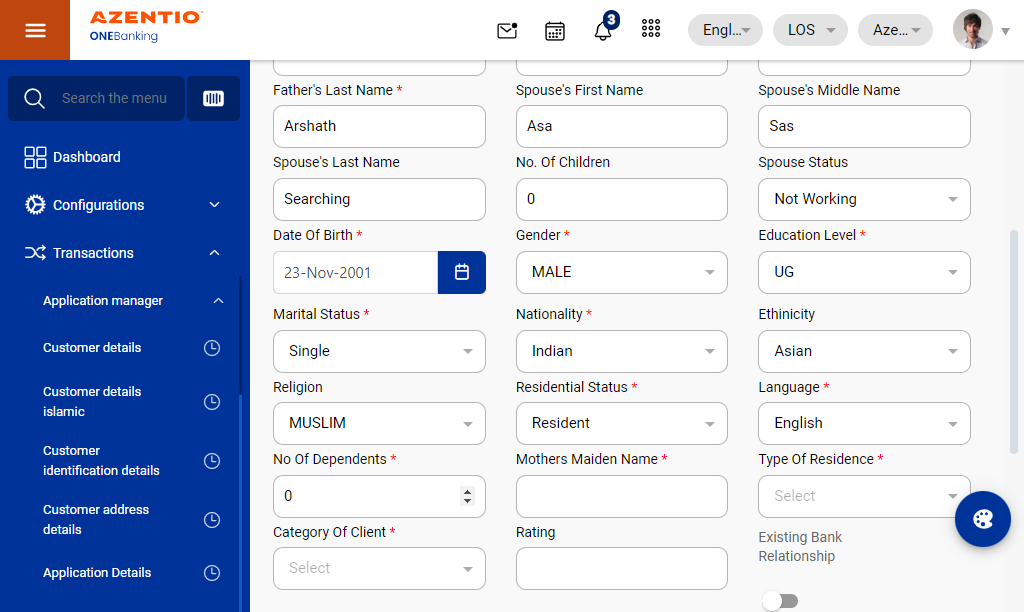 AZENTIO
ONEBanking
3
Engl...
LOS
Aze...
Search the menu
Dashboard
Configurations
Transactions
Application manager
Customer details
Customer details
islamic
Customer
identification details
Customer address
details
Application Details
Father's Last Name *
Spouse's First Name
Spouse's Middle Name
Arshath
Asa
Sas
Spouse's Last Name
No. Of Children
Spouse Status
Searching
0
Not Working
Date Of Birth *
Gender *
Education Level *
23-Nov-2001
MALE
UG
Marital Status *
Nationality *
Ethinicity
Single
Indian
Asian
Religion
Residential Status *
Language *
MUSLIM
Resident
English
No Of Dependents *
Mothers Maiden Name *
Type Of Residence *
0
Select
Category Of Client *
Rating
Existing Bank
Relationship
Select